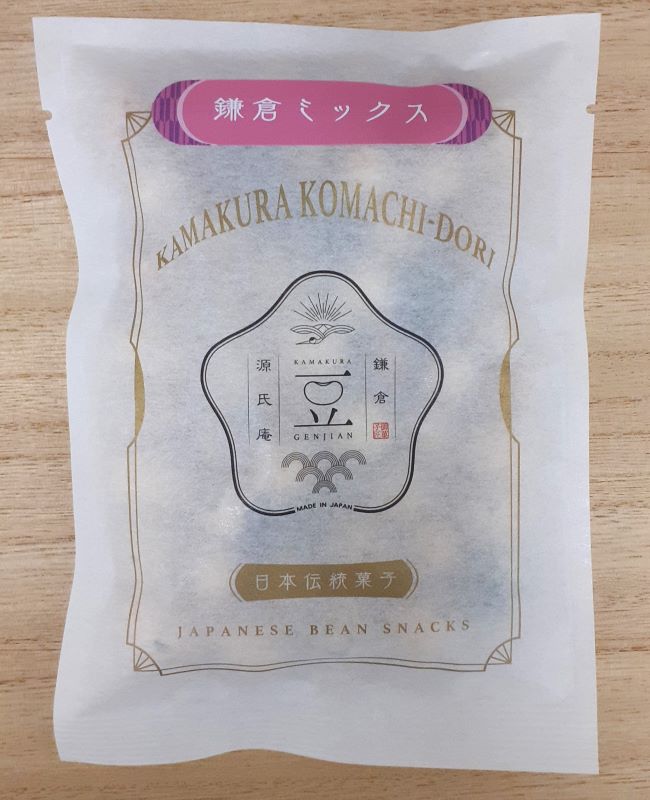 鎌倉ミックス
KAMAKURA KOMACHI-DORI
鎌倉
KAMAKURA
豆
GENJIAN
源氏庵
MADE IN JAPAN
日本伝統菓子
JAPANESE BEAN SNACKS